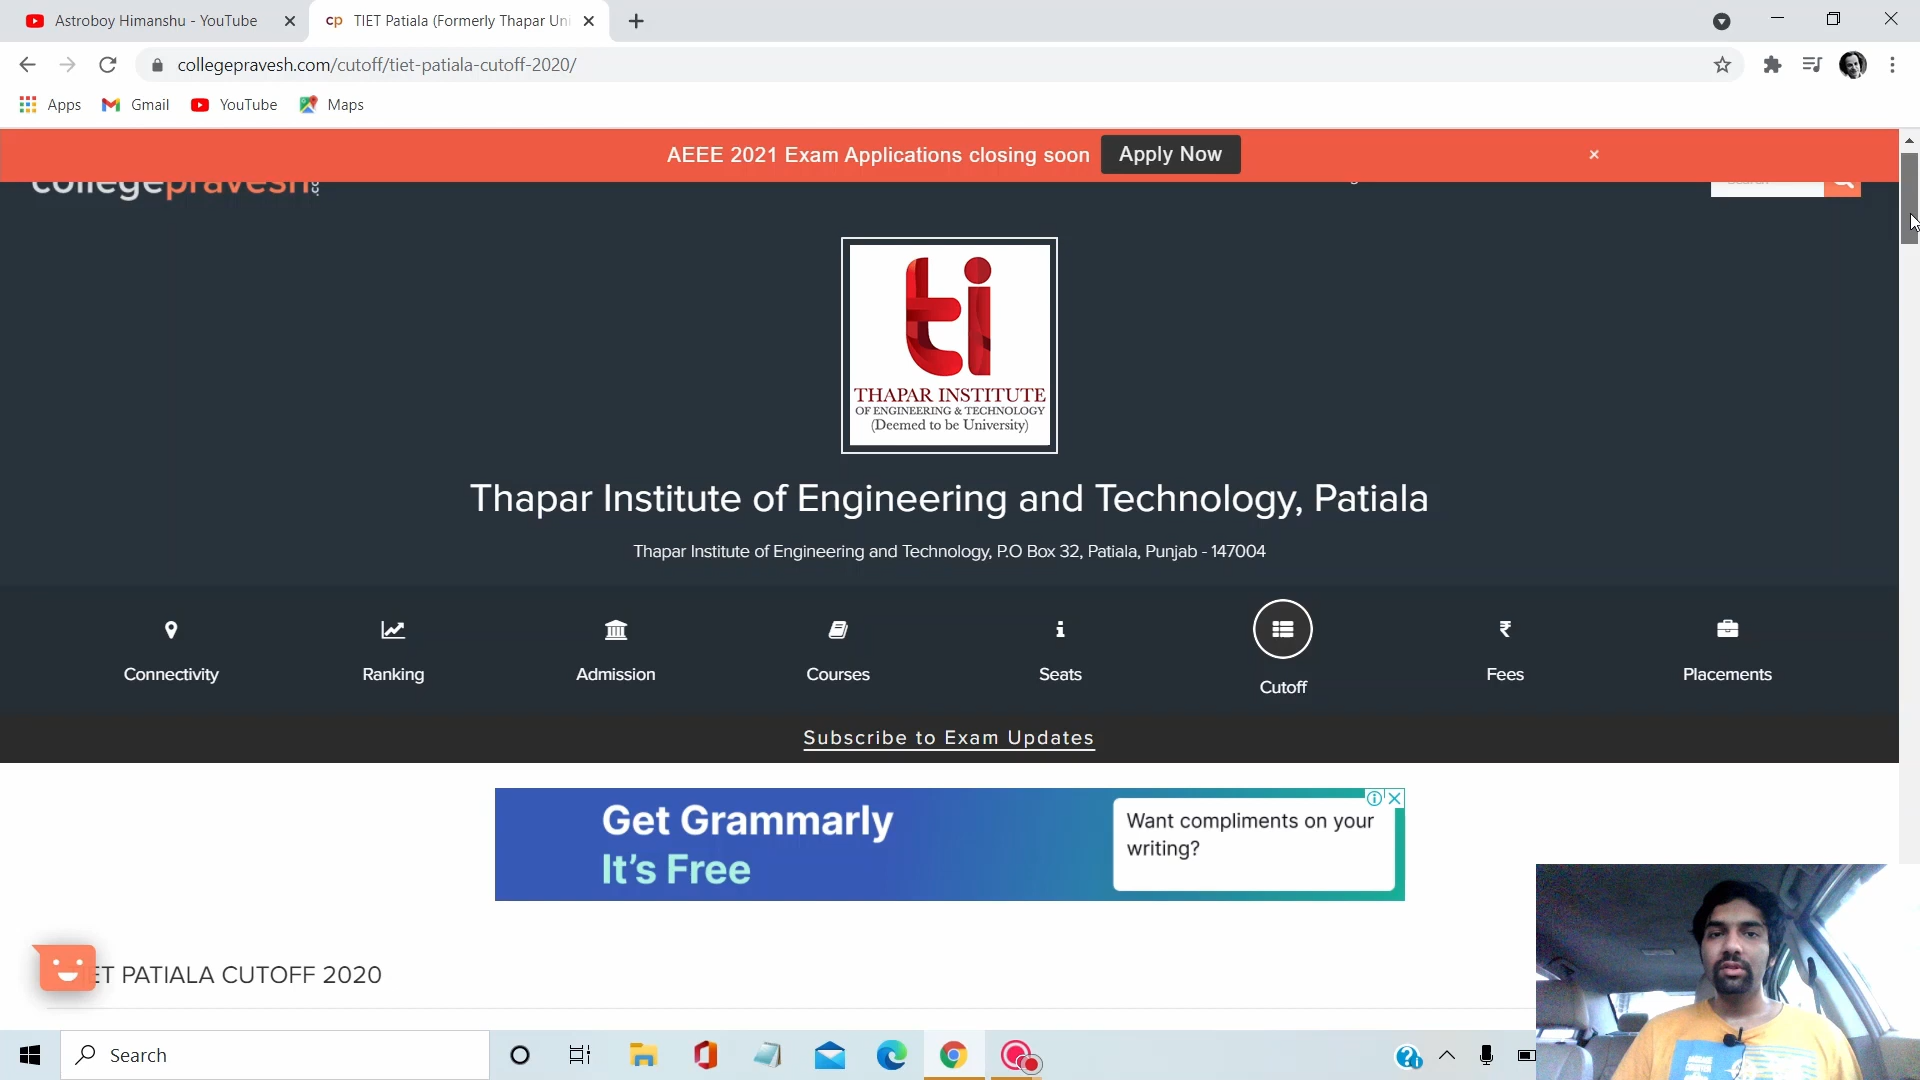 Astroboy Himanshu - YouTube
cp TIET Patiala (Formerly Thapar Uni
collegepravesh.com/cutoff/tiet-patiala-cutoff-2020/
Apps
Gmail
YouTube
Maps
AEEE 2021 Exam Applications closing soon
Apply Now
×
collegepravesh
ti
THAPAR INSTITUTE
OF ENGINEERING & TECHNOLOGY
(Deemed to be University)
Thapar Institute of Engineering and Technology, Patiala
Thapar Institute of Engineering and Technology, P.O Box 32, Patiala, Punjab - 147004
Connectivity
Ranking
Admission
Courses
Seats
Cutoff
₹
Fees
Placements
Subscribe to Exam Updates
Get Grammarly
It's Free
Want compliments on your
writing?
ET PATIALA CUTOFF 2020
Search